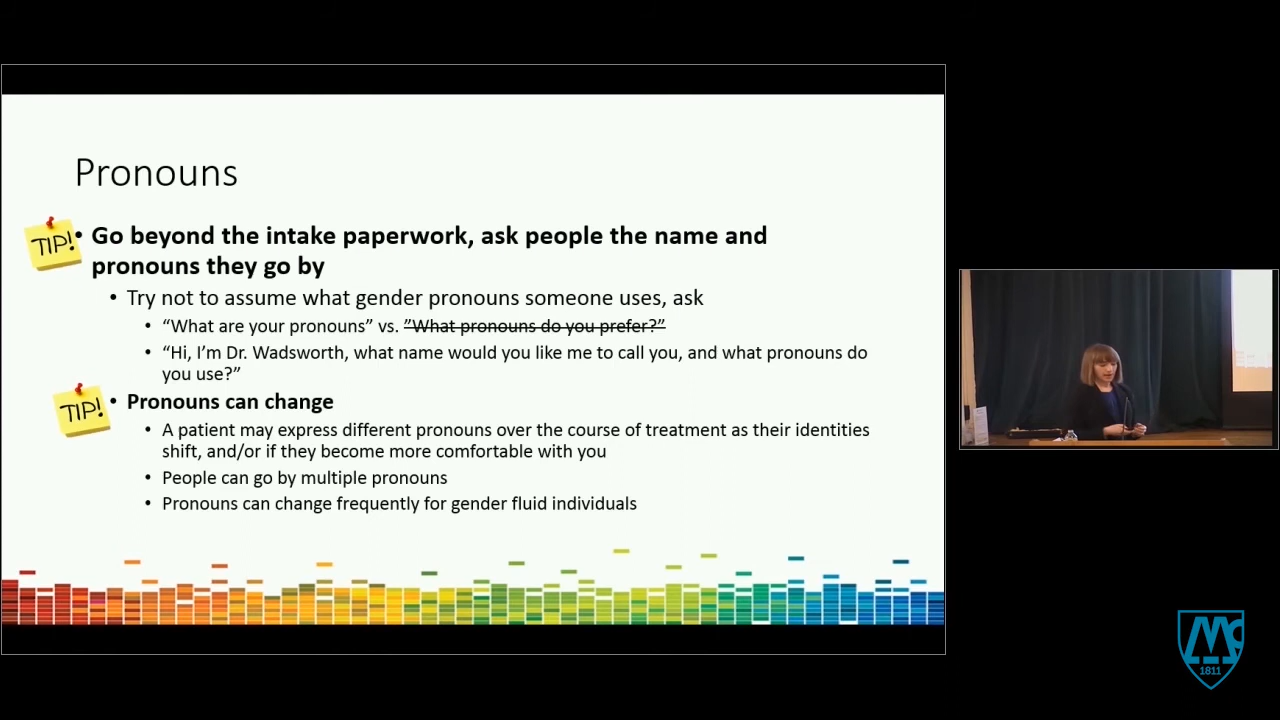 Pronouns
TIP!
• Go beyond the intake paperwork, ask people the name and
pronouns they go by
• Try not to assume what gender pronouns someone uses, ask
• “What are your pronouns” vs. ”What pronouns do you prefer?”
• “Hi, I’m Dr. Wadsworth, what name would you like me to call you, and what pronouns do
you use?”
TIP!
• Pronouns can change
• A patient may express different pronouns over the course of treatment as their identities
shift, and/or if they become more comfortable with you
• People can go by multiple pronouns
• Pronouns can change frequently for gender fluid individuals
Mc
1811